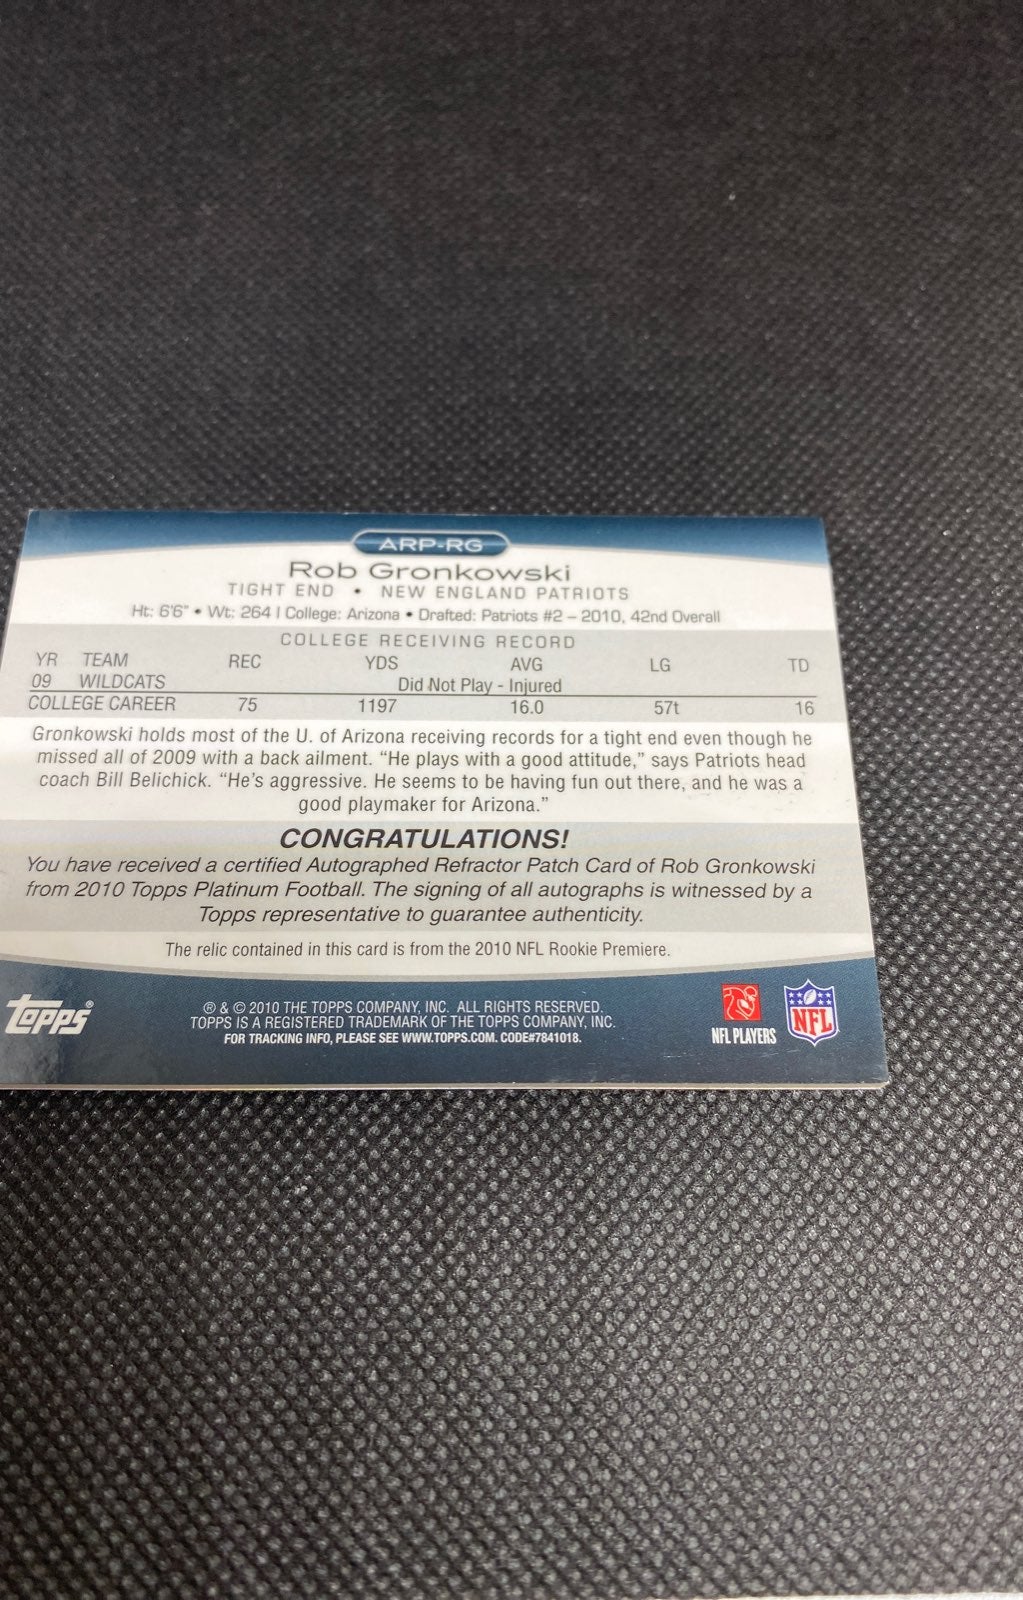 ARP-RG
Rob Gronkowski
TIGHT END • NEW ENGLAND PATRIOTS
Ht: 6'6" • Wt: 264 | College: Arizona • Drafted: Patriots #2 – 2010, 42nd Overall
COLLEGE RECEIVING RECORD
YR TEAM REC YDS AVG LG TD
09 WILDCATS Did Not Play - Injured
COLLEGE CAREER 75 1197 16.0 57t 16
Gronkowski holds most of the U. of Arizona receiving records for a tight end even though he
missed all of 2009 with a back ailment. "He plays with a good attitude," says Patriots head
coach Bill Belichick. "He's aggressive. He seems to be having fun out there, and he was a
good playmaker for Arizona."
CONGRATULATIONS!
You have received a certified Autographed Refractor Patch Card of Rob Gronkowski
from 2010 Topps Platinum Football. The signing of all autographs is witnessed by a
Topps representative to guarantee authenticity.
The relic contained in this card is from the 2010 NFL Rookie Premiere.
topps®
® & © 2010 THE TOPPS COMPANY, INC. ALL RIGHTS RESERVED.
TOPPS IS A REGISTERED TRADEMARK OF THE TOPPS COMPANY, INC.
FOR TRACKING INFO, PLEASE SEE WWW.TOPPS.COM. CODE#7841018.
NFL PLAYERS
NFL